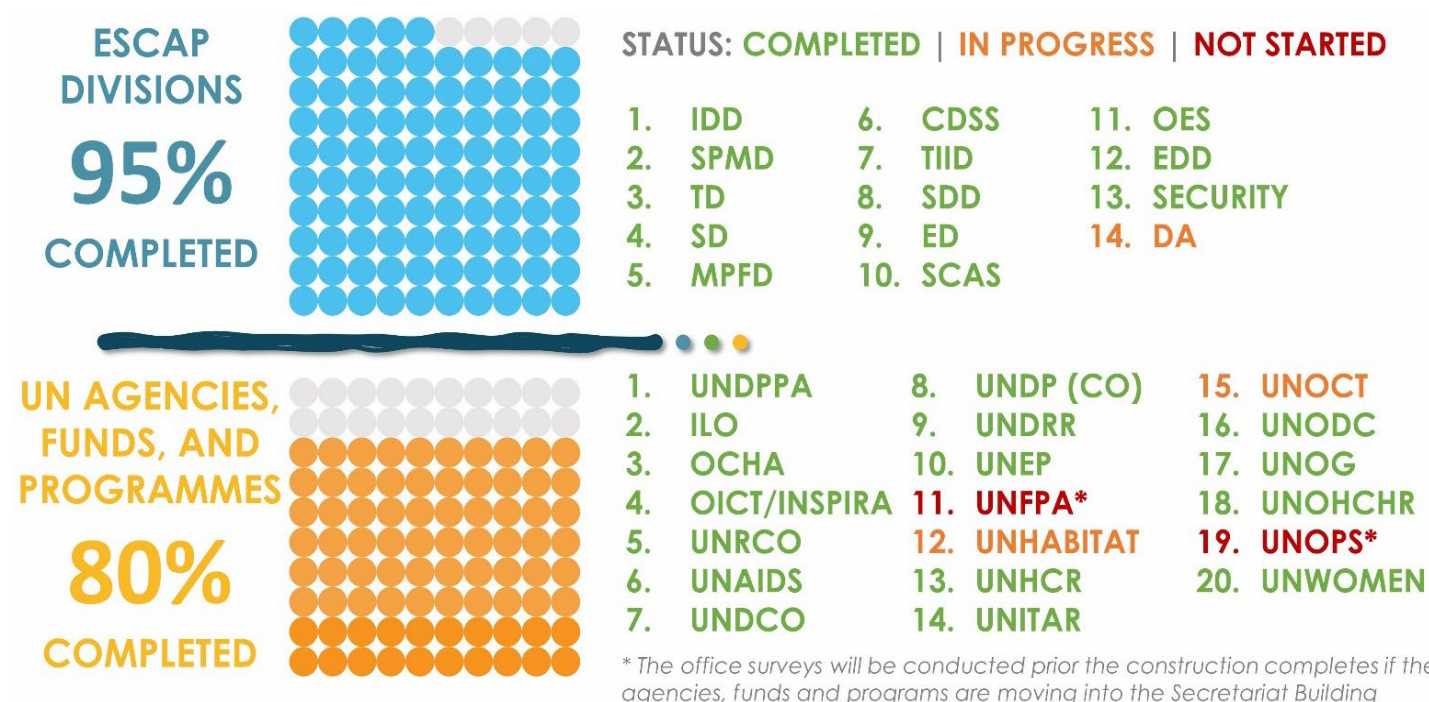 ESCAP
DIVISIONS
95%
COMPLETED
STATUS: COMPLETED | IN PROGRESS | NOT STARTED
1. IDD
2. SPMD
3. TD
4. SD
5. MPFD
6. CDSS
7. TIID
8. SDD
9. ED
10. SCAS
11. OES
12. EDD
13. SECURITY
14. DA
UN AGENCIES,
FUNDS, AND
PROGRAMMES
80%
COMPLETED
1. UNDPPA
2. ILO
3. OCHA
4. OICT/INSPIRA
5. UNRCO
6. UNAIDS
7. UNDCO
8. UNDP (CO)
9. UNDRR
10. UNEP
11. UNFPA*
12. UNHABITAT
13. UNHCR
14. UNITAR
15. UNOCT
16. UNODC
17. UNOG
18. UNOHCHR
19. UNOPS*
20. UNWOMEN
* The office surveys will be conducted prior the construction completes if the
agencies, funds and programs are moving into the Secretariat Building